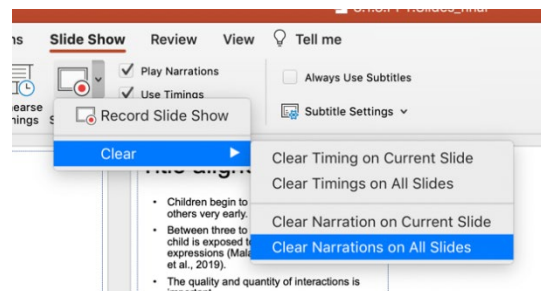 Slide Show Review View Tell me
Play Narrations
Always Use Subtitles
Use Timings
Subtitle Settings
Record Slide Show
Clear
Clear Timing on Current Slide
Clear Timings on All Slides
Clear Narration on Current Slide
Clear Narrations on All Slides
Children begin to
others very early.
Between three to
child is exposed
expressions
et al., 2019).
The quality and quantity of interactions is